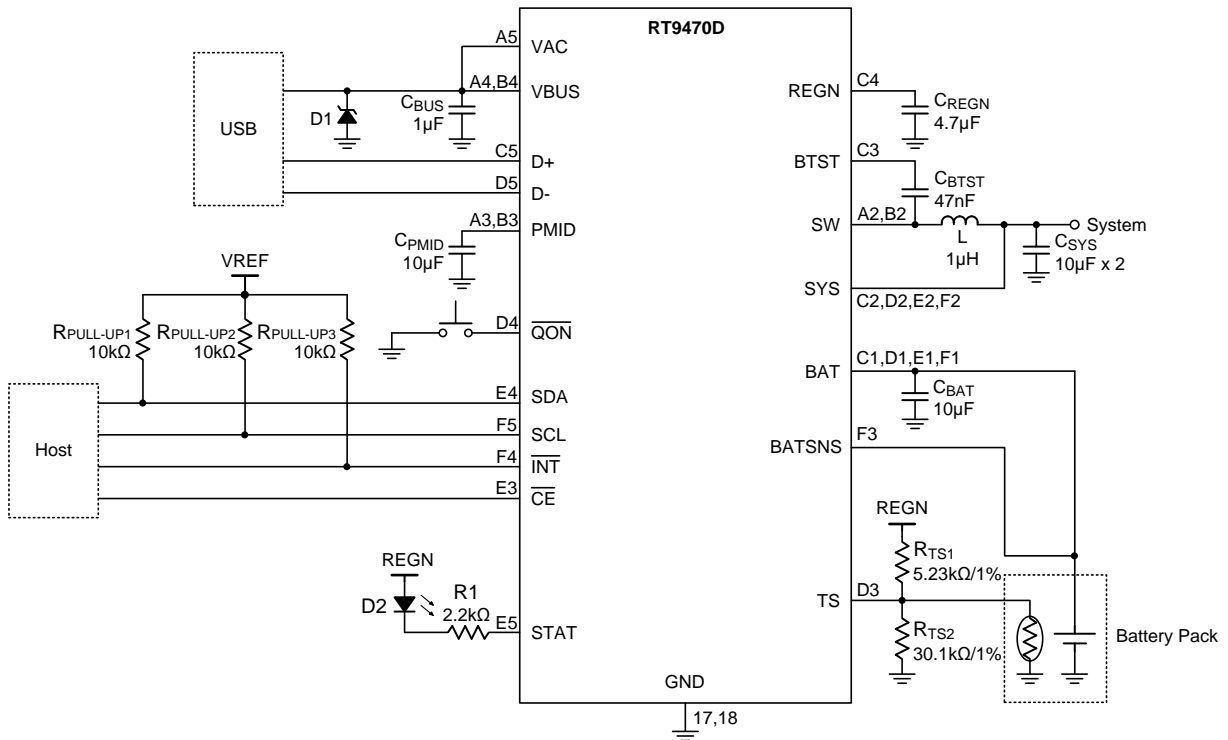 RT9470D
A5
VAC
A4,B4
VBUS
USB
D1
CBUS
1µF
C5
D+
D5
D-
A3,B3
PMID
CPMID
10µF
VREF
RPULL-UP1
10kΩ
RPULL-UP2
10kΩ
RPULL-UP3
10kΩ
D4
QON
Host
E4
SDA
F5
SCL
F4
INT
E3
CE
REGN
D2
R1
2.2kΩ
E5
STAT
REGN
C4
CREGN
4.7µF
BTST
C3
CBTST
47nF
SW
A2,B2
L
1µH
System
CSYS
10µF x 2
SYS
C2,D2,E2,F2
BAT
C1,D1,E1,F1
CBAT
10µF
BATSNS
F3
REGN
RTS1
5.23kΩ/1%
TS
D3
RTS2
30.1kΩ/1%
Battery Pack
GND
17,18